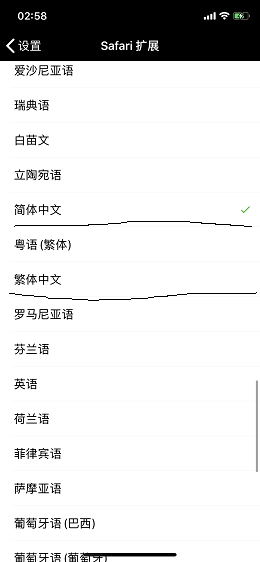 02:58
设置
Safari 扩展
爱沙尼亚语
瑞典语
白苗文
立陶宛语
简体中文
粤语 (繁体)
繁体中文
罗马尼亚语
芬兰语
英语
荷兰语
菲律宾语
萨摩亚语
葡萄牙语 (巴西)
葡萄牙语 (葡萄牙)